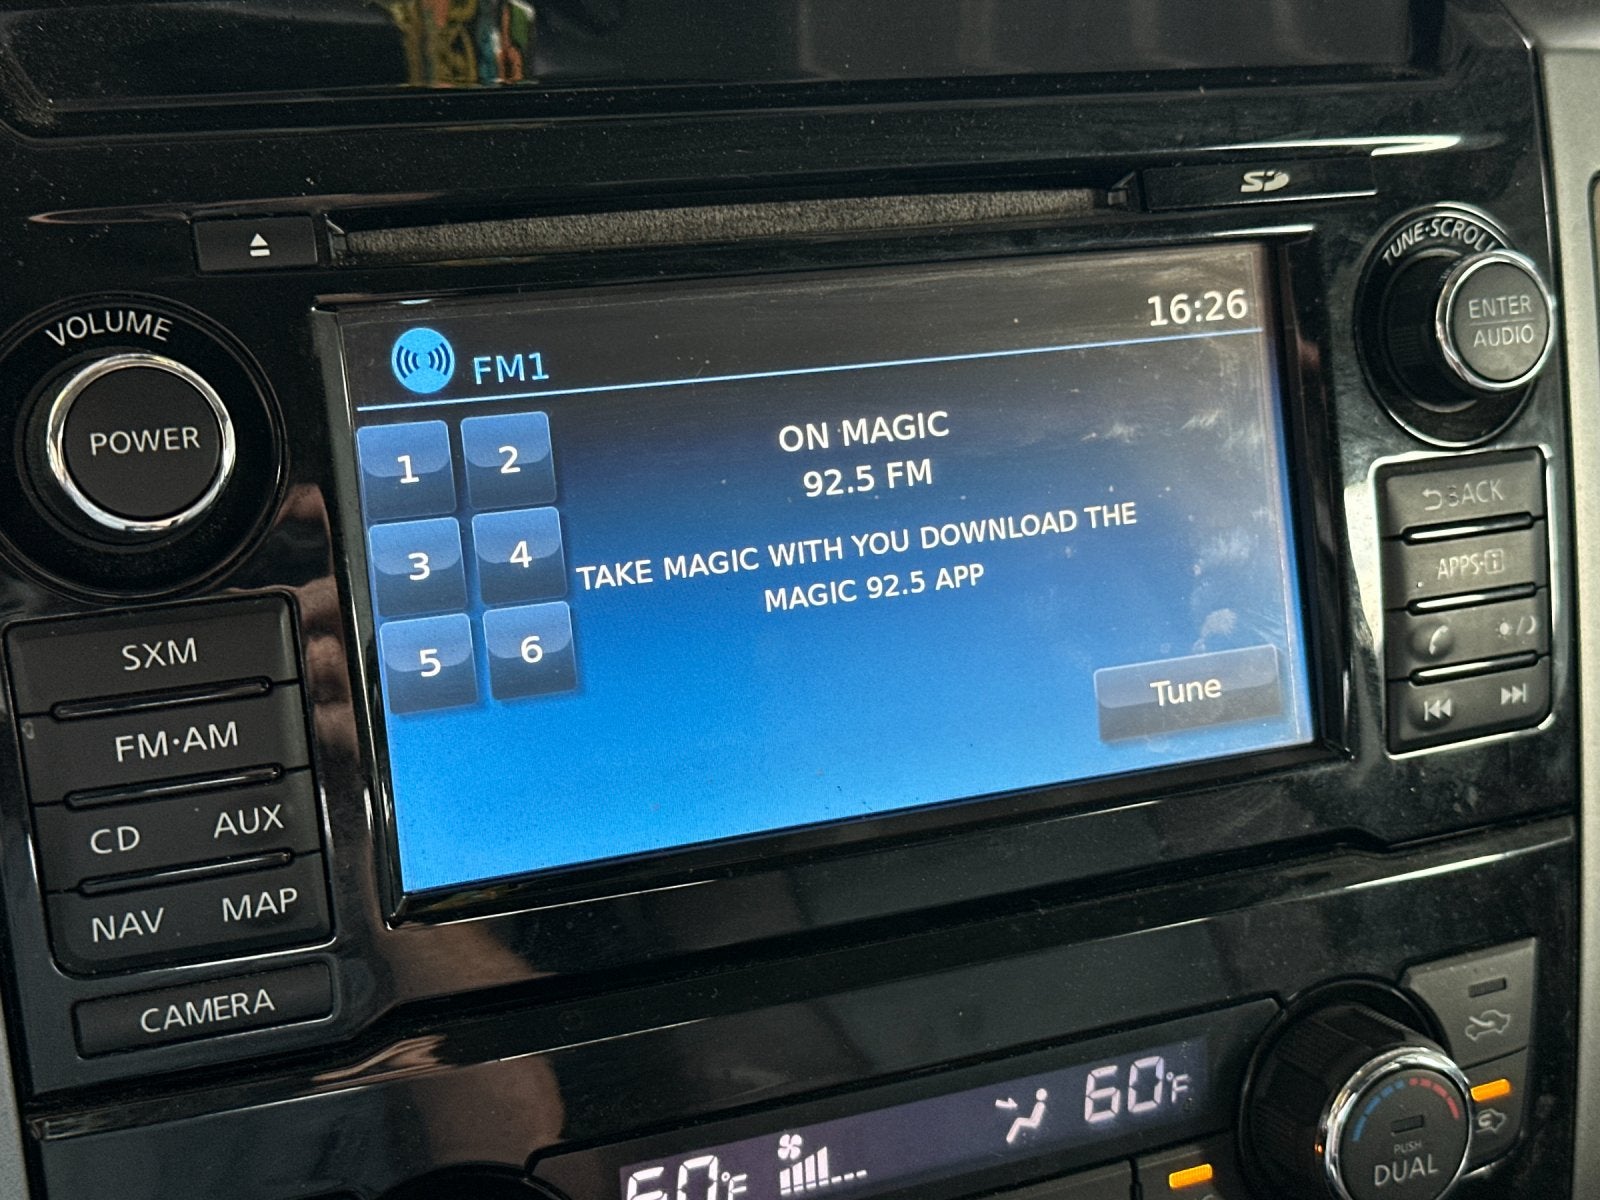 SD
TUNE·SCROLL
VOLUME
POWER
ENTER
AUDIO
FM1
16:26
1
2
3
4
5
6
ON MAGIC
92.5 FM
TAKE MAGIC WITH YOU DOWNLOAD THE
MAGIC 92.5 APP
Tune
BACK
APPS·i
SXM
FM·AM
CD AUX
NAV MAP
CAMERA
60°F
60°F
PUSH
DUAL